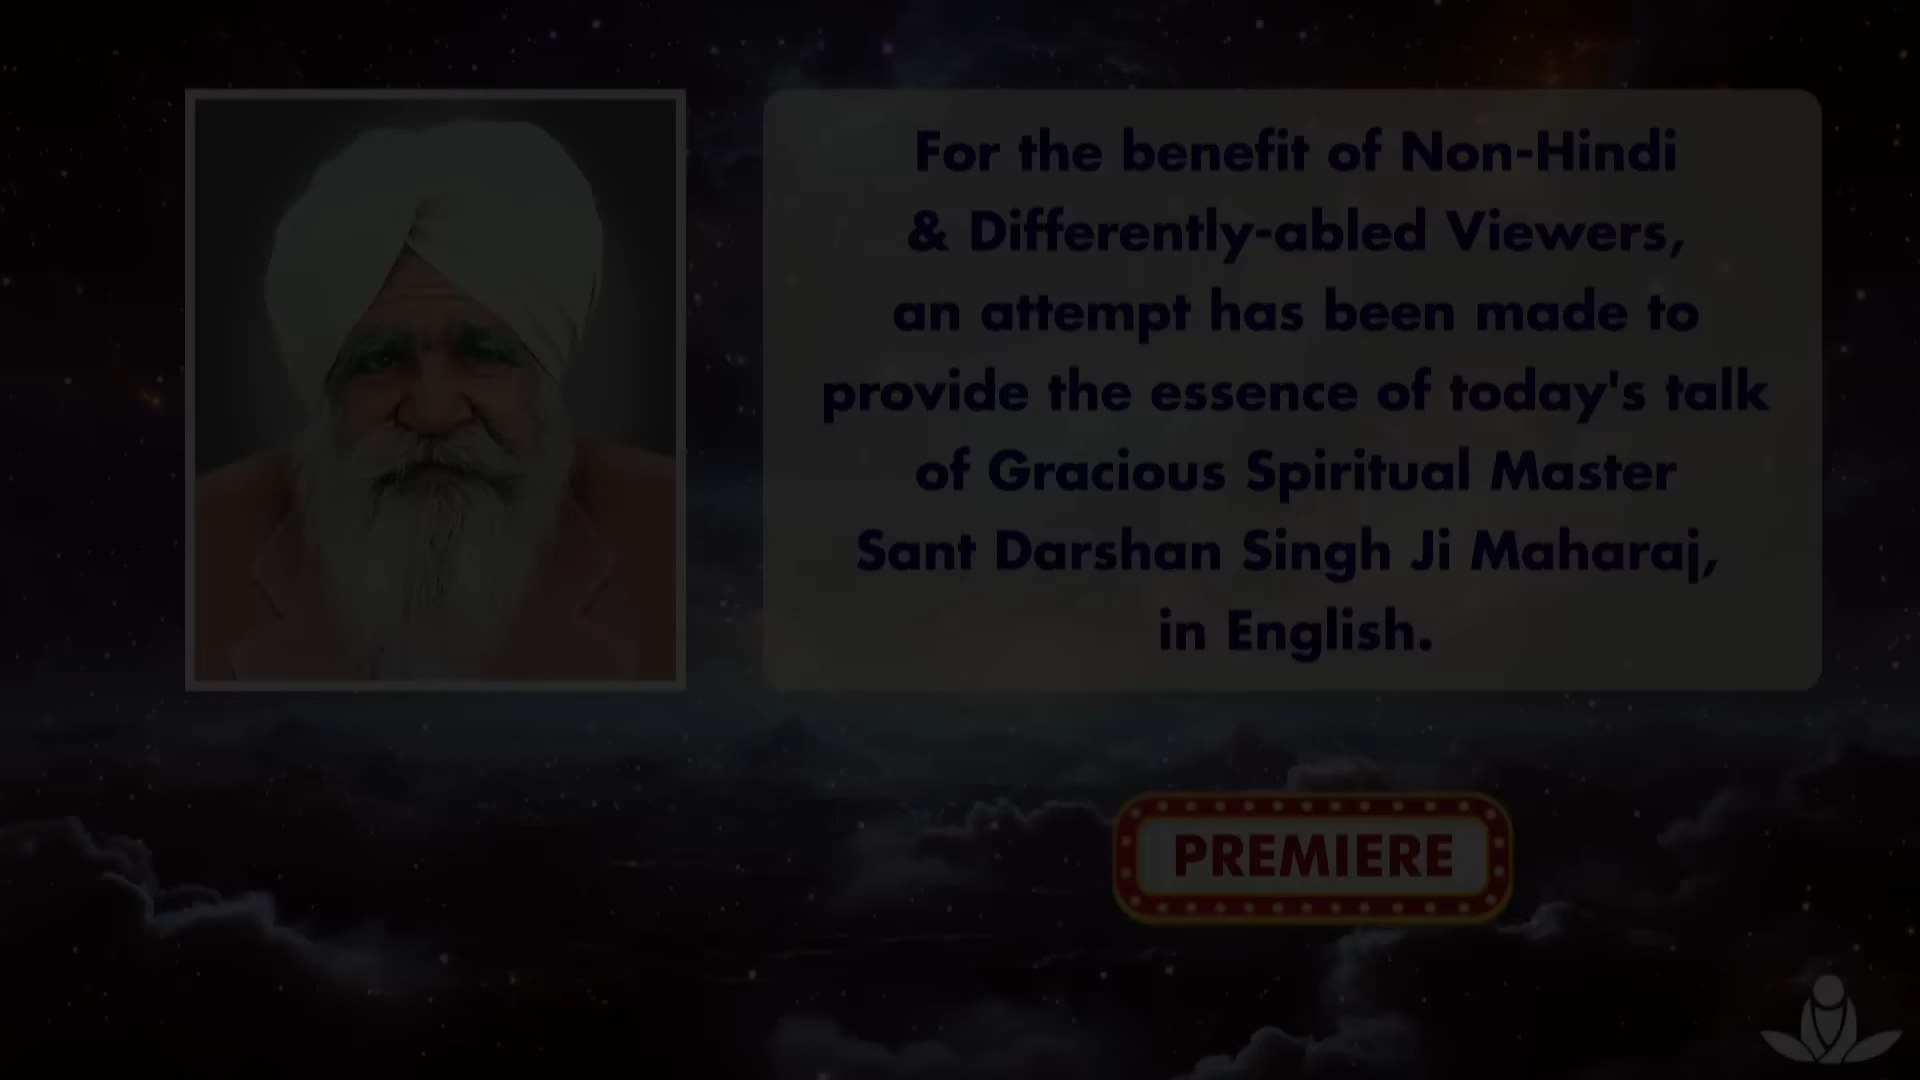 For the benefit of Non-Hindi
& Differently-abled Viewers,
an attempt has been made to
provide the essence of today's talk
of Gracious Spiritual Master
Sant Darshan Singh Ji Maharaj,
in English.
PREMIERE